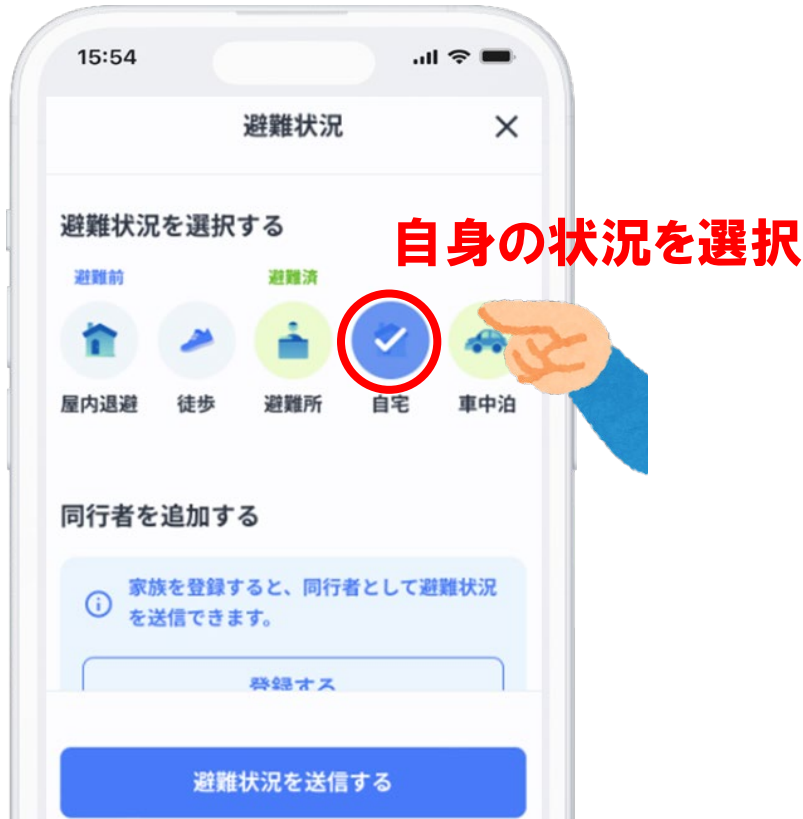 15:54
避難状況
避難状況を選択する
自身の状況を選択
避難前
避難済
屋内退避 徒歩 避難所 自宅 車中泊
同行者を追加する
家族を登録すると、同行者として避難状況
を送信できます。
登録する
避難状況を送信する